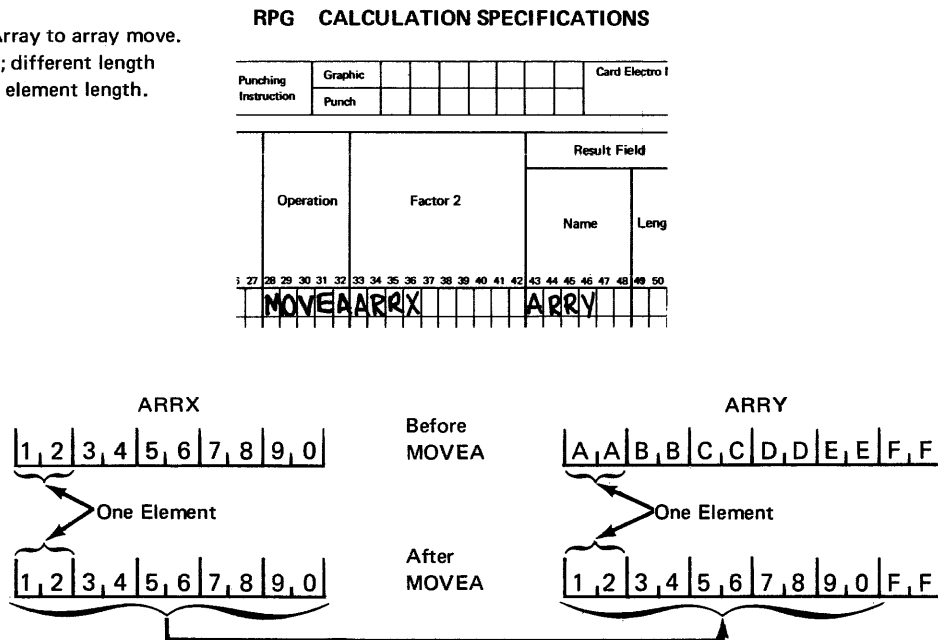 RPG CALCULATION SPECIFICATIONS
Array to array move.
; different length
element length.
Punching
Instruction
Graphic
Punch
Card Electro
Operation
Factor 2
Result Field
Name
Leng
27 28 29 30 31 32 33 34 35 36 37 38 39 40 41 42 43 44 45 46 47 48 49 50
MOVEAARRX ARRY
ARRX
Before
MOVEA
ARRY
1 2 3 4 5 6 7 8 9 0
A A B B C C D D E E F F
One Element
One Element
After
MOVEA
1 2 3 4 5 6 7 8 9 0
1 2 3 4 5 6 7 8 9 0 F F